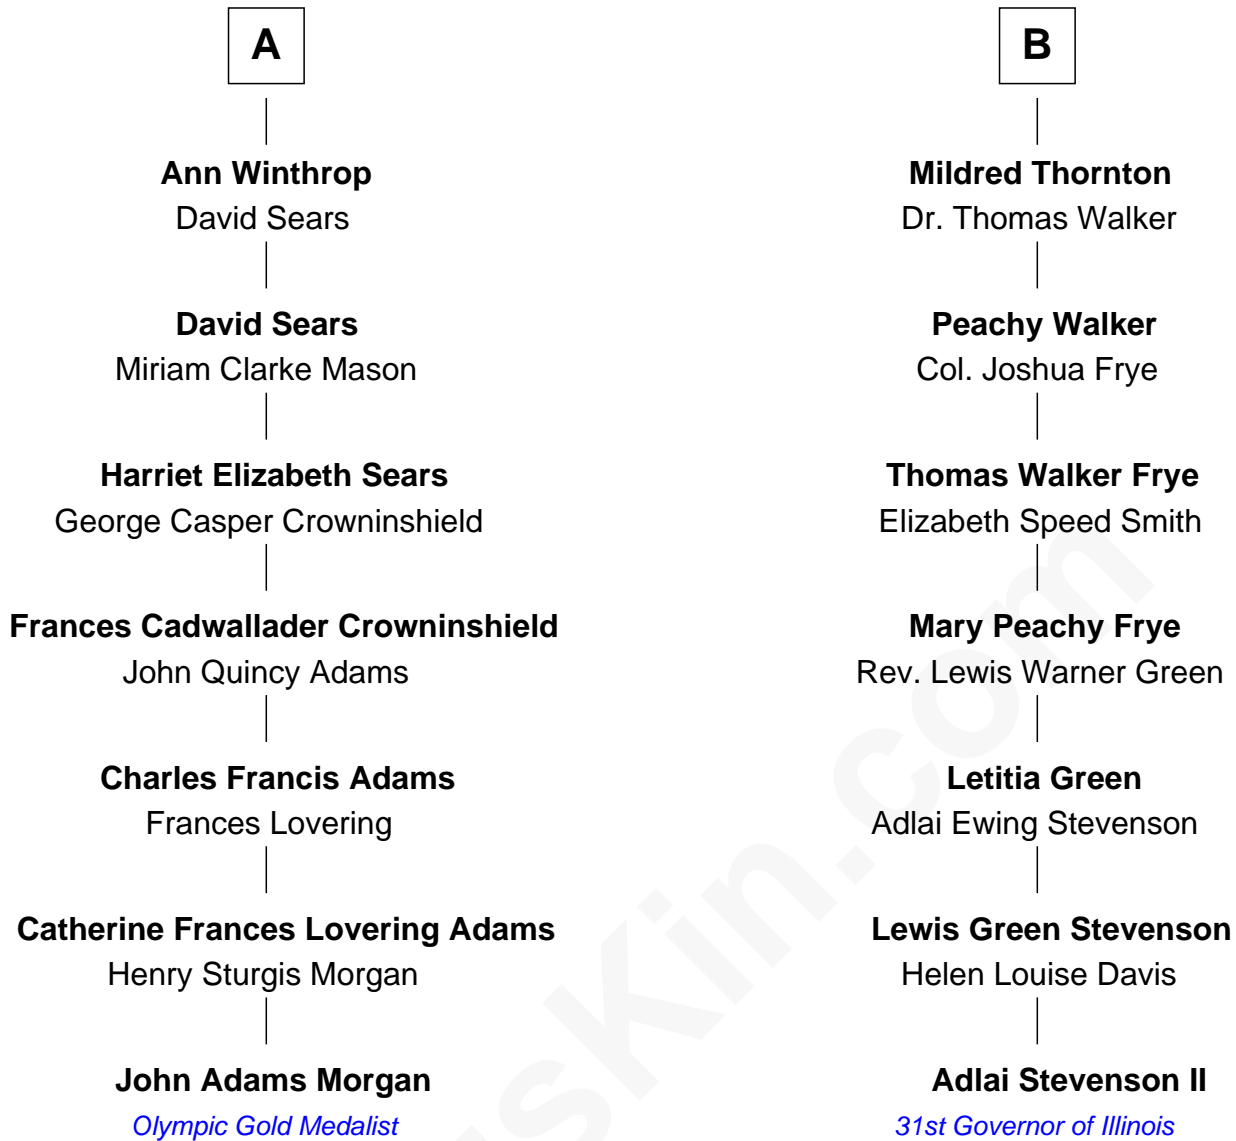 A
Ann Winthrop
David Sears
David Sears
Miriam Clarke Mason
Harriet Elizabeth Sears
George Casper Crowninshield
Frances Cadwallader Crowninshield
John Quincy Adams
Charles Francis Adams
Frances Lovering
Catherine Frances Lovering Adams
Henry Sturgis Morgan
John Adams Morgan
Olympic Gold Medalist
B
Mildred Thornton
Dr. Thomas Walker
Peachy Walker
Col. Joshua Frye
Thomas Walker Frye
Elizabeth Speed Smith
Mary Peachy Frye
Rev. Lewis Warner Green
Letitia Green
Adlai Ewing Stevenson
Lewis Green Stevenson
Helen Louise Davis
Adlai Stevenson II
31st Governor of Illinois